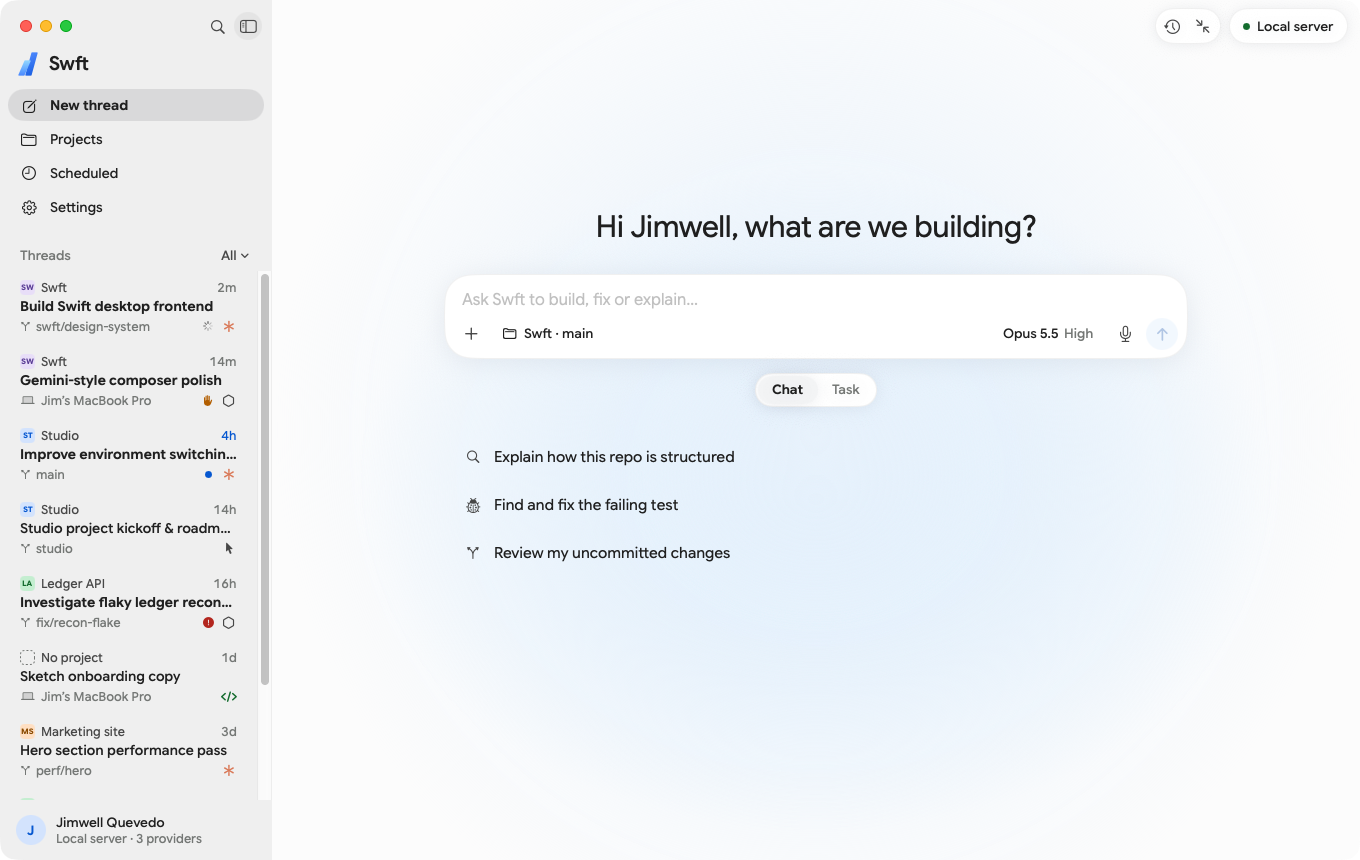 Swft
New thread
Projects
Scheduled
Settings
Threads
All
SW Swft 2m
Build Swift desktop frontend
swft/design-system
SW Swft 14m
Gemini-style composer polish
Jim's MacBook Pro
ST Studio 4h
Improve environment switchin...
main
ST Studio 14h
Studio project kickoff & roadm...
studio
LA Ledger API 16h
Investigate flaky ledger recon...
fix/recon-flake
No project 1d
Sketch onboarding copy
Jim's MacBook Pro
MS Marketing site 3d
Hero section performance pass
perf/hero
J
Jimwell Quevedo
Local server · 3 providers
Local server
Hi Jimwell, what are we building?
Ask Swft to build, fix or explain...
Swft · main
Opus 5.5 High
Chat Task
Explain how this repo is structured
Find and fix the failing test
Review my uncommitted changes